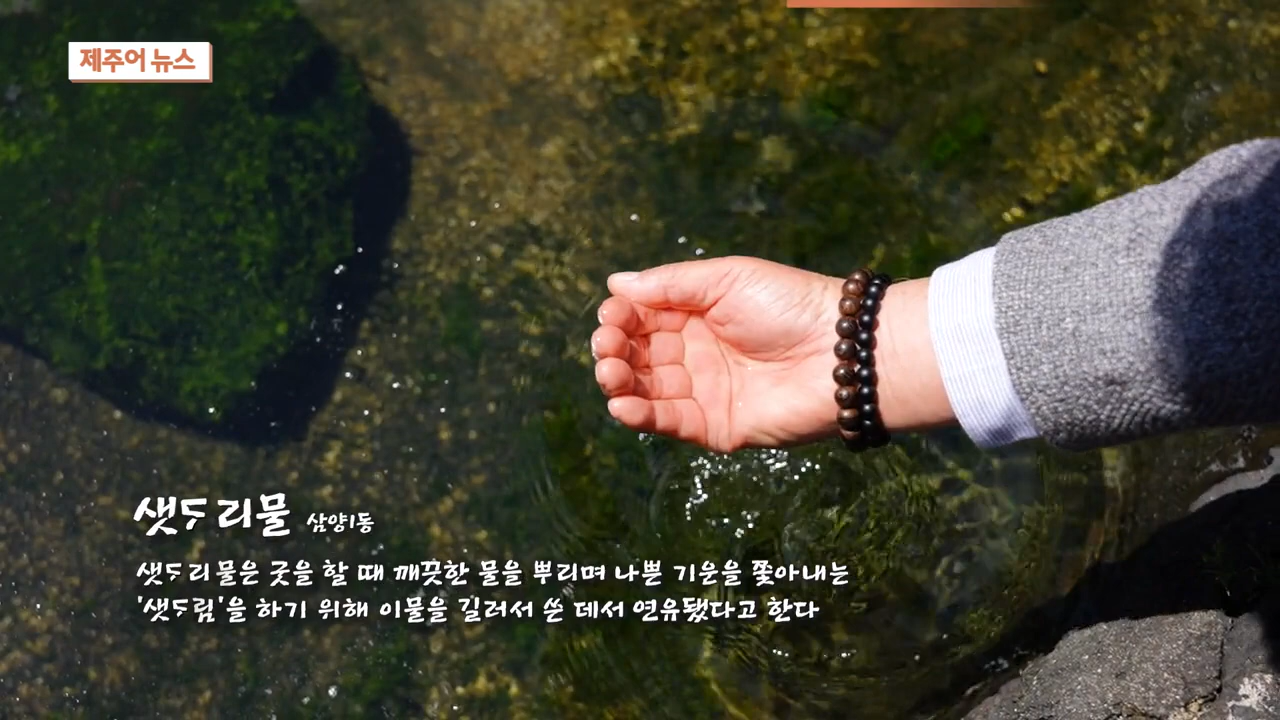 제주어 뉴스
샛ᄃᆞ리물 삼양1동
샛ᄃᆞ리물은 굿을 할 때 깨끗한 물을 뿌리며 나쁜 기운을 쫓아내는
'샛ᄃᆞ림'을 하기 위해 이물을 길러서 쓴 데서 연유됐다고 한다